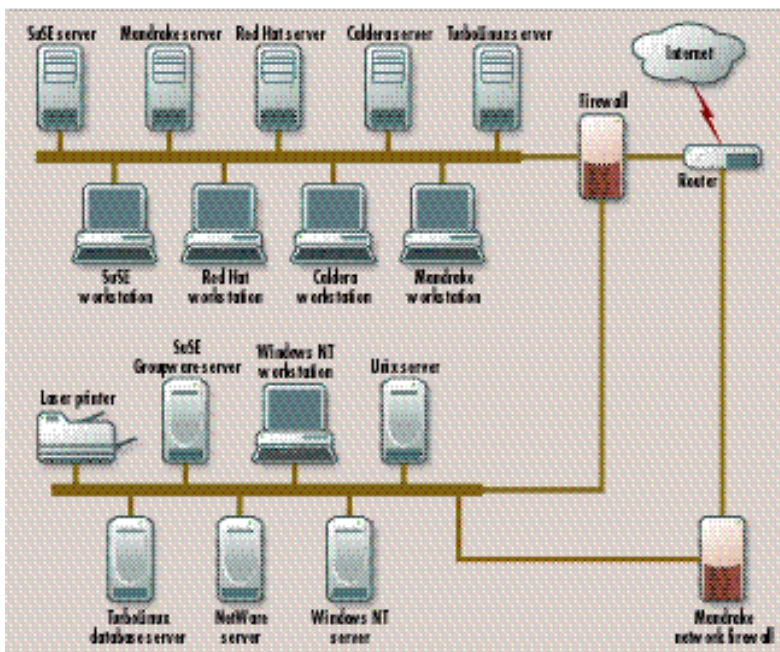 SuSE server
Mandrake server
Red Hat server
Caldera server
Turbolinux server
Internet
Firewall
Router
SuSE
workstation
Red Hat
workstation
Caldera
workstation
Mandrake
workstation
SuSE
Groupware server
Windows NT
workstation
Unix server
Laser printer
Turbolinux
database server
NetWare
server
Windows NT
server
Mandrake
network firewall